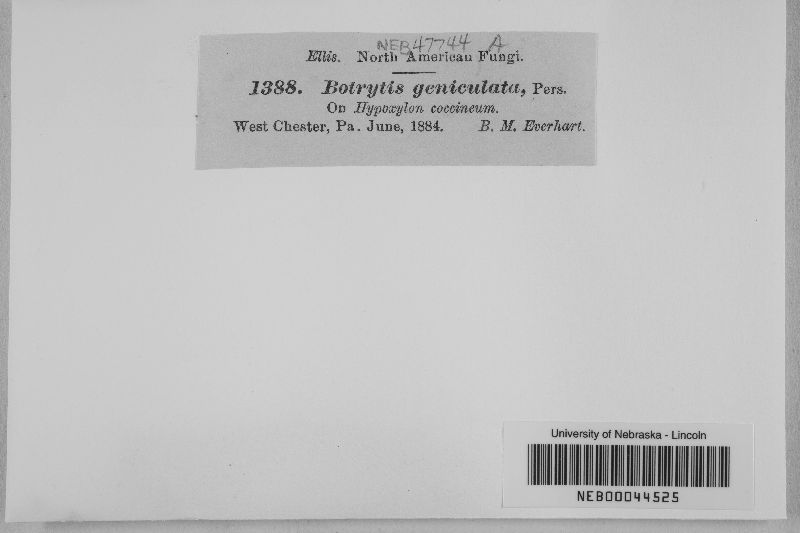 NEB47744 A
Ellis. North American Fungi.
1388. Botrytis geniculata, Pers.
On Hypoxylon coccineum.
West Chester, Pa. June, 1884. B. M. Everhart.
University of Nebraska - Lincoln
NEB00044525